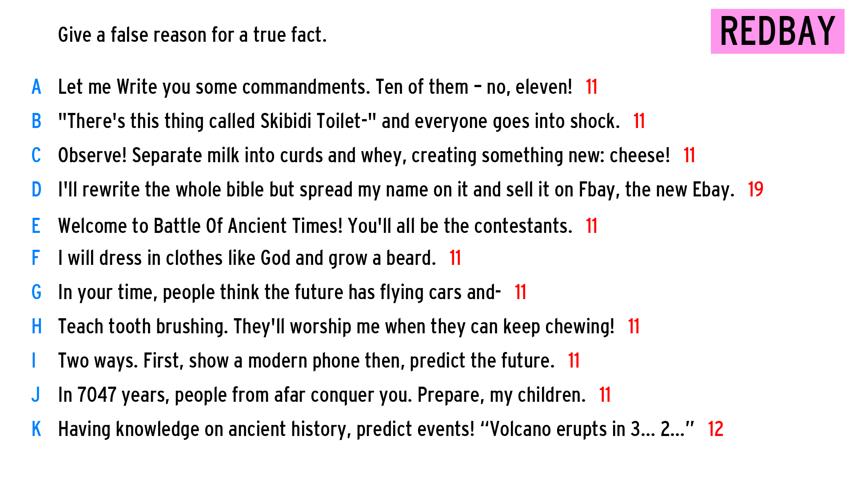 Give a false reason for a true fact.
REDBAY
A Let me Write you some commandments. Ten of them – no, eleven! 11
B "There's this thing called Skibidi Toilet-" and everyone goes into shock. 11
C Observe! Separate milk into curds and whey, creating something new: cheese! 11
D I'll rewrite the whole bible but spread my name on it and sell it on Fbay, the new Ebay. 19
E Welcome to Battle Of Ancient Times! You'll all be the contestants. 11
F I will dress in clothes like God and grow a beard. 11
G In your time, people think the future has flying cars and- 11
H Teach tooth brushing. They'll worship me when they can keep chewing! 11
I Two ways. First, show a modern phone then, predict the future. 11
J In 7047 years, people from afar conquer you. Prepare, my children. 11
K Having knowledge on ancient history, predict events! “Volcano erupts in 3... 2...” 12